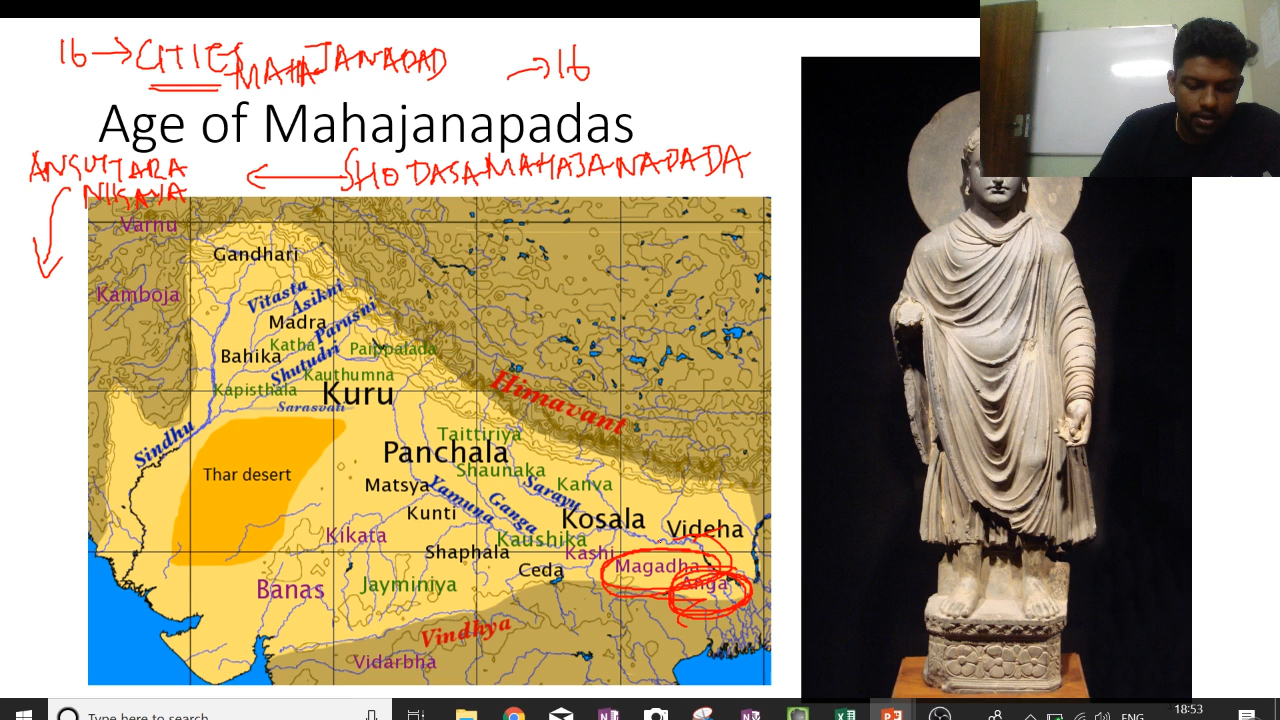 16 → CITIES
MAHAJANAPAD
→ 16
Age of Mahajanapadas
ANGUTTARA
NIKAYA
SHODASAMAHAJANAPADA
Varnu
Gandhari
Kamboja
Vitasta
Asikni
Parusni
Madra
Katha
Paippalada
Bahika
Shutudri
Kauthumna
Kapisthala
Kuru
Sarasvati
Himavant
Sindhu
Taittiriya
Panchala
Thar desert
Shaunaka
Matsya
Yamuna
Sarayu
Kanva
Kunti
Ganga
Kosala
Videha
Kikata
Kaushika
Shaphala
Kashi
Magadha
Ceda
Anga
Banas
Jayminiya
Vindhya
Vidarbha
Type here to search
ENG
18:53